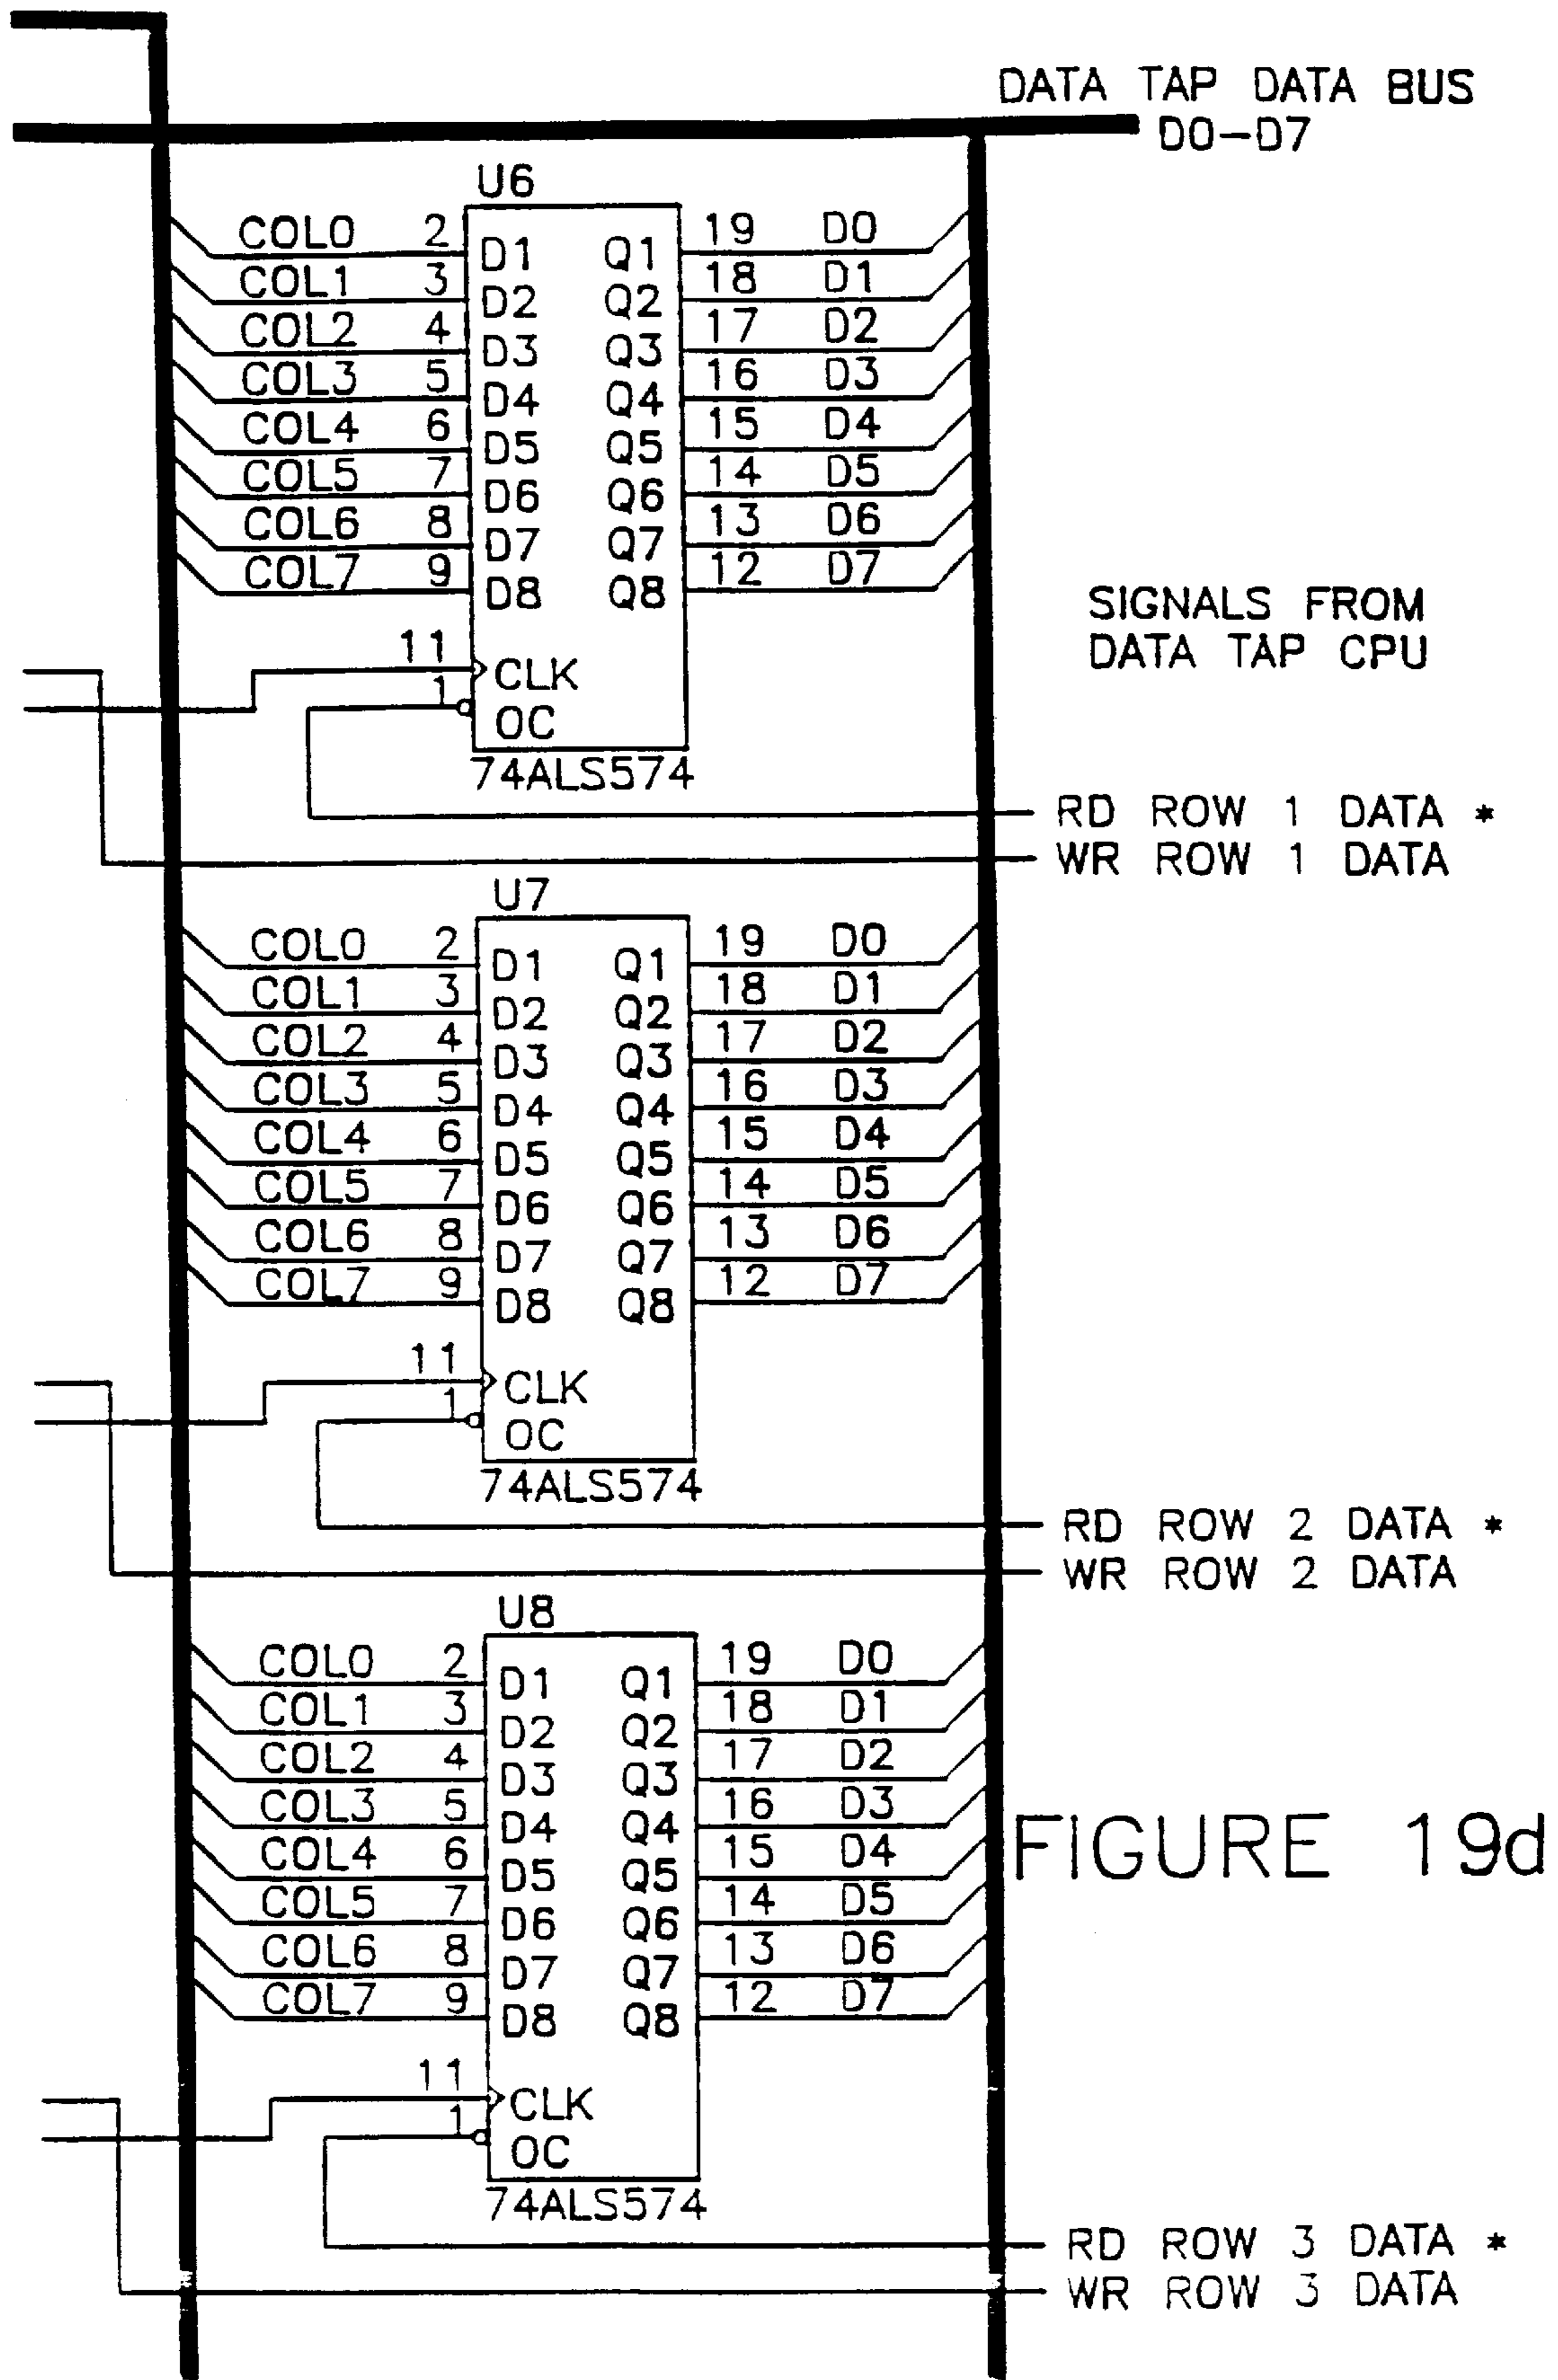 DATA TAP DATA BUS
D0-D7
U6
COL0 2 D1 Q1 19 D0
COL1 3 D2 Q2 18 D1
COL2 4 D3 Q3 17 D2
COL3 5 D4 Q4 16 D3
COL4 6 D5 Q5 15 D4
COL5 7 D6 Q6 14 D5
COL6 8 D7 Q7 13 D6
COL7 9 D8 Q8 12 D7
SIGNALS FROM
DATA TAP CPU
11 CLK
1 OC
74ALS574
RD ROW 1 DATA *
WR ROW 1 DATA
U7
COL0 2 D1 Q1 19 D0
COL1 3 D2 Q2 18 D1
COL2 4 D3 Q3 17 D2
COL3 5 D4 Q4 16 D3
COL4 6 D5 Q5 15 D4
COL5 7 D6 Q6 14 D5
COL6 8 D7 Q7 13 D6
COL7 9 D8 Q8 12 D7
11 CLK
1 OC
74ALS574
RD ROW 2 DATA *
WR ROW 2 DATA
U8
COL0 2 D1 Q1 19 D0
COL1 3 D2 Q2 18 D1
COL2 4 D3 Q3 17 D2
COL3 5 D4 Q4 16 D3
COL4 6 D5 Q5 15 D4
COL5 7 D6 Q6 14 D5
COL6 8 D7 Q7 13 D6
COL7 9 D8 Q8 12 D7
FIGURE 19d
11 CLK
1 OC
74ALS574
RD ROW 3 DATA *
WR ROW 3 DATA